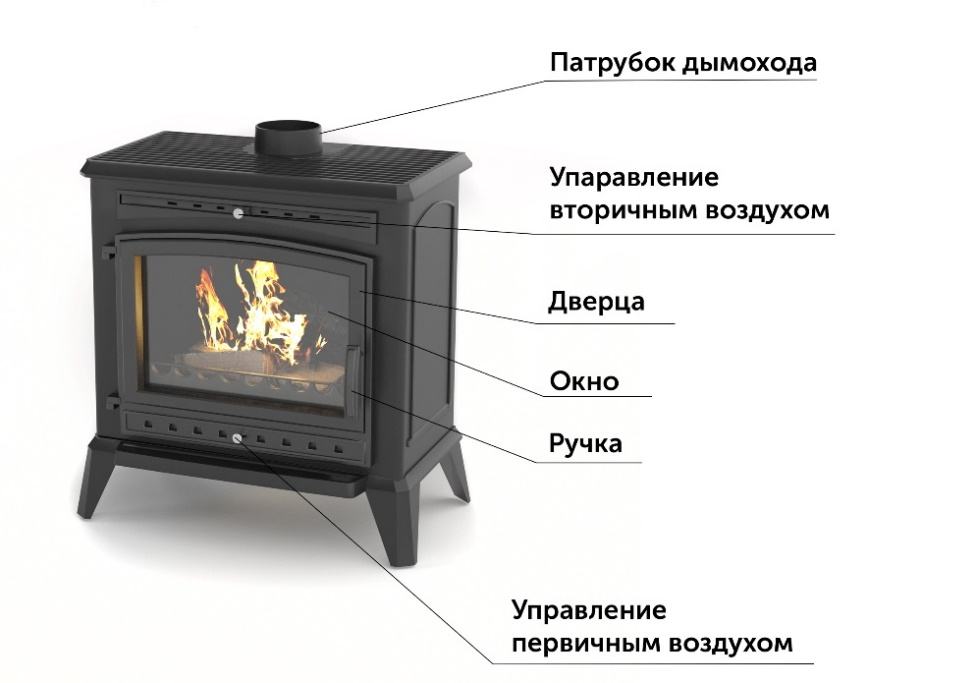 Патрубок дымохода
Упаравление
вторичным воздухом
Дверца
Окно
Ручка
Управление
первичным воздухом